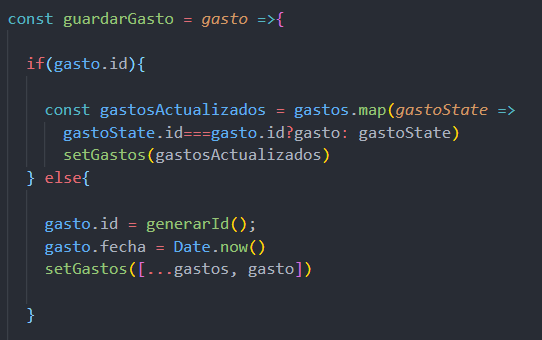 const guardarGasto = gasto =>{
if(gasto.id){
const gastosActualizados = gastos.map(gastoState =>
gastoState.id===gasto.id?gasto: gastoState)
setGastos(gastosActualizados)
} else{
gasto.id = generarId();
gasto.fecha = Date.now()
setGastos([...gastos, gasto])
}